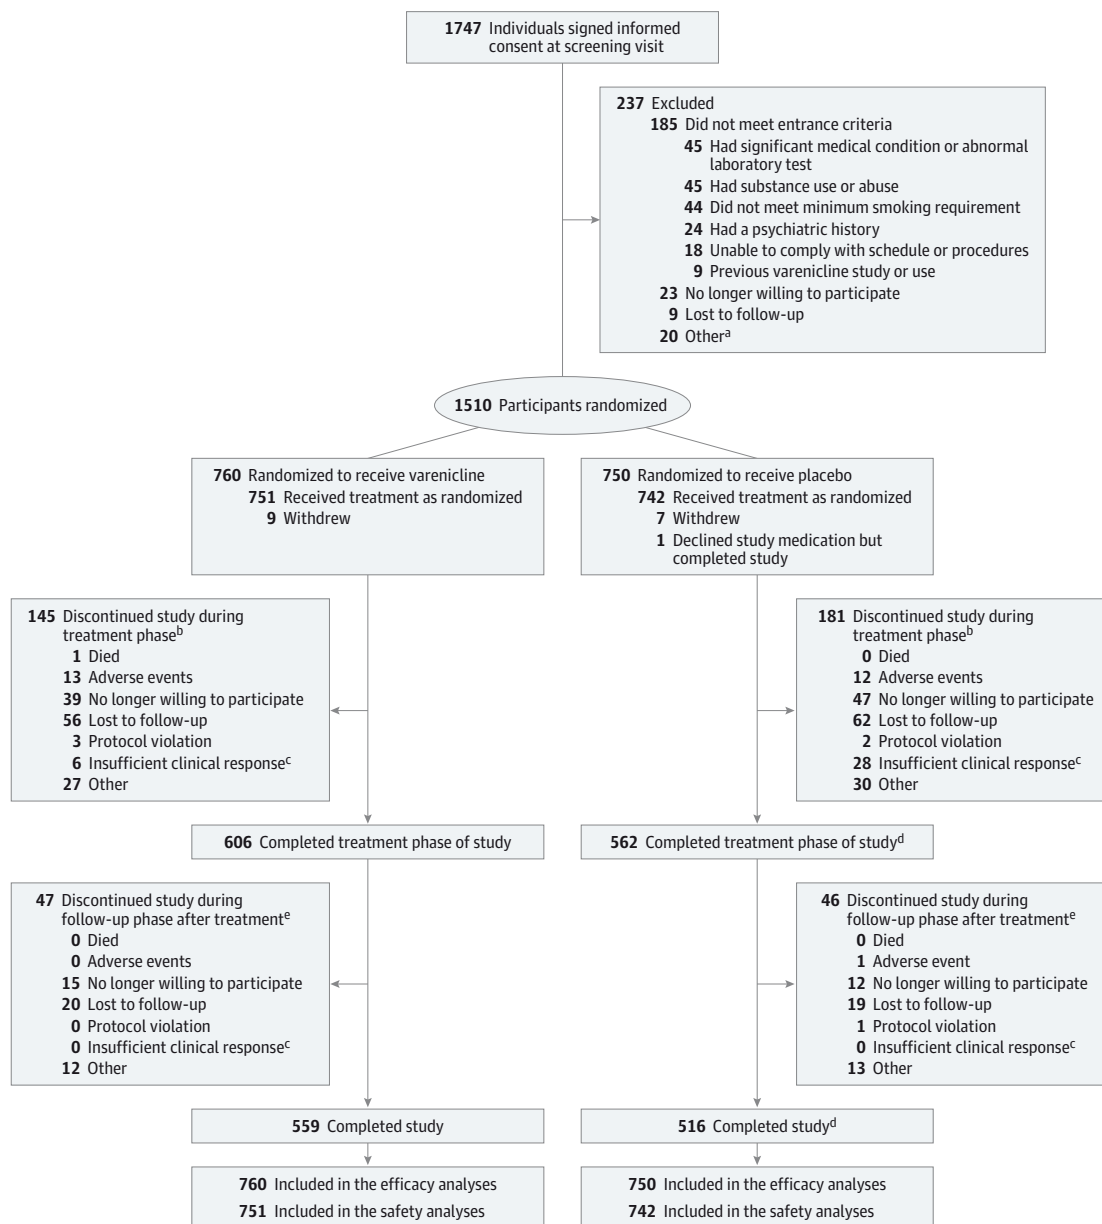 1747 Individuals signed informed
consent at screening visit
237 Excluded
185 Did not meet entrance criteria
45 Had significant medical condition or abnormal
laboratory test
45 Had substance use or abuse
44 Did not meet minimum smoking requirement
24 Had a psychiatric history
18 Unable to comply with schedule or procedures
9 Previous varenicline study or use
23 No longer willing to participate
9 Lost to follow-up
20 Otherᵃ
1510 Participants randomized
760 Randomized to receive varenicline
751 Received treatment as randomized
9 Withdrew
750 Randomized to receive placebo
742 Received treatment as randomized
7 Withdrew
1 Declined study medication but
completed study
145 Discontinued study during
treatment phaseᵇ
1 Died
13 Adverse events
39 No longer willing to participate
56 Lost to follow-up
3 Protocol violation
6 Insufficient clinical responseᶜ
27 Other
181 Discontinued study during
treatment phaseᵇ
0 Died
12 Adverse events
47 No longer willing to participate
62 Lost to follow-up
2 Protocol violation
28 Insufficient clinical responseᶜ
30 Other
606 Completed treatment phase of study
562 Completed treatment phase of studyᵈ
47 Discontinued study during
follow-up phase after treatmentᵉ
0 Died
0 Adverse events
15 No longer willing to participate
20 Lost to follow-up
0 Protocol violation
0 Insufficient clinical responseᶜ
12 Other
46 Discontinued study during
follow-up phase after treatmentᵉ
0 Died
1 Adverse event
12 No longer willing to participate
19 Lost to follow-up
1 Protocol violation
0 Insufficient clinical responseᶜ
13 Other
559 Completed study
516 Completed studyᵈ
760 Included in the efficacy analyses
751 Included in the safety analyses
750 Included in the efficacy analyses
742 Included in the safety analyses